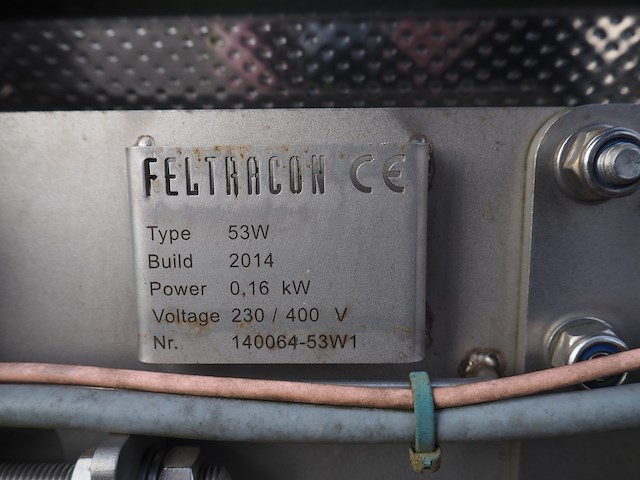 FELTRACON CE
Type 53W
Build 2014
Power 0,16 kW
Voltage 230 / 400 V
Nr. 140064-53W1